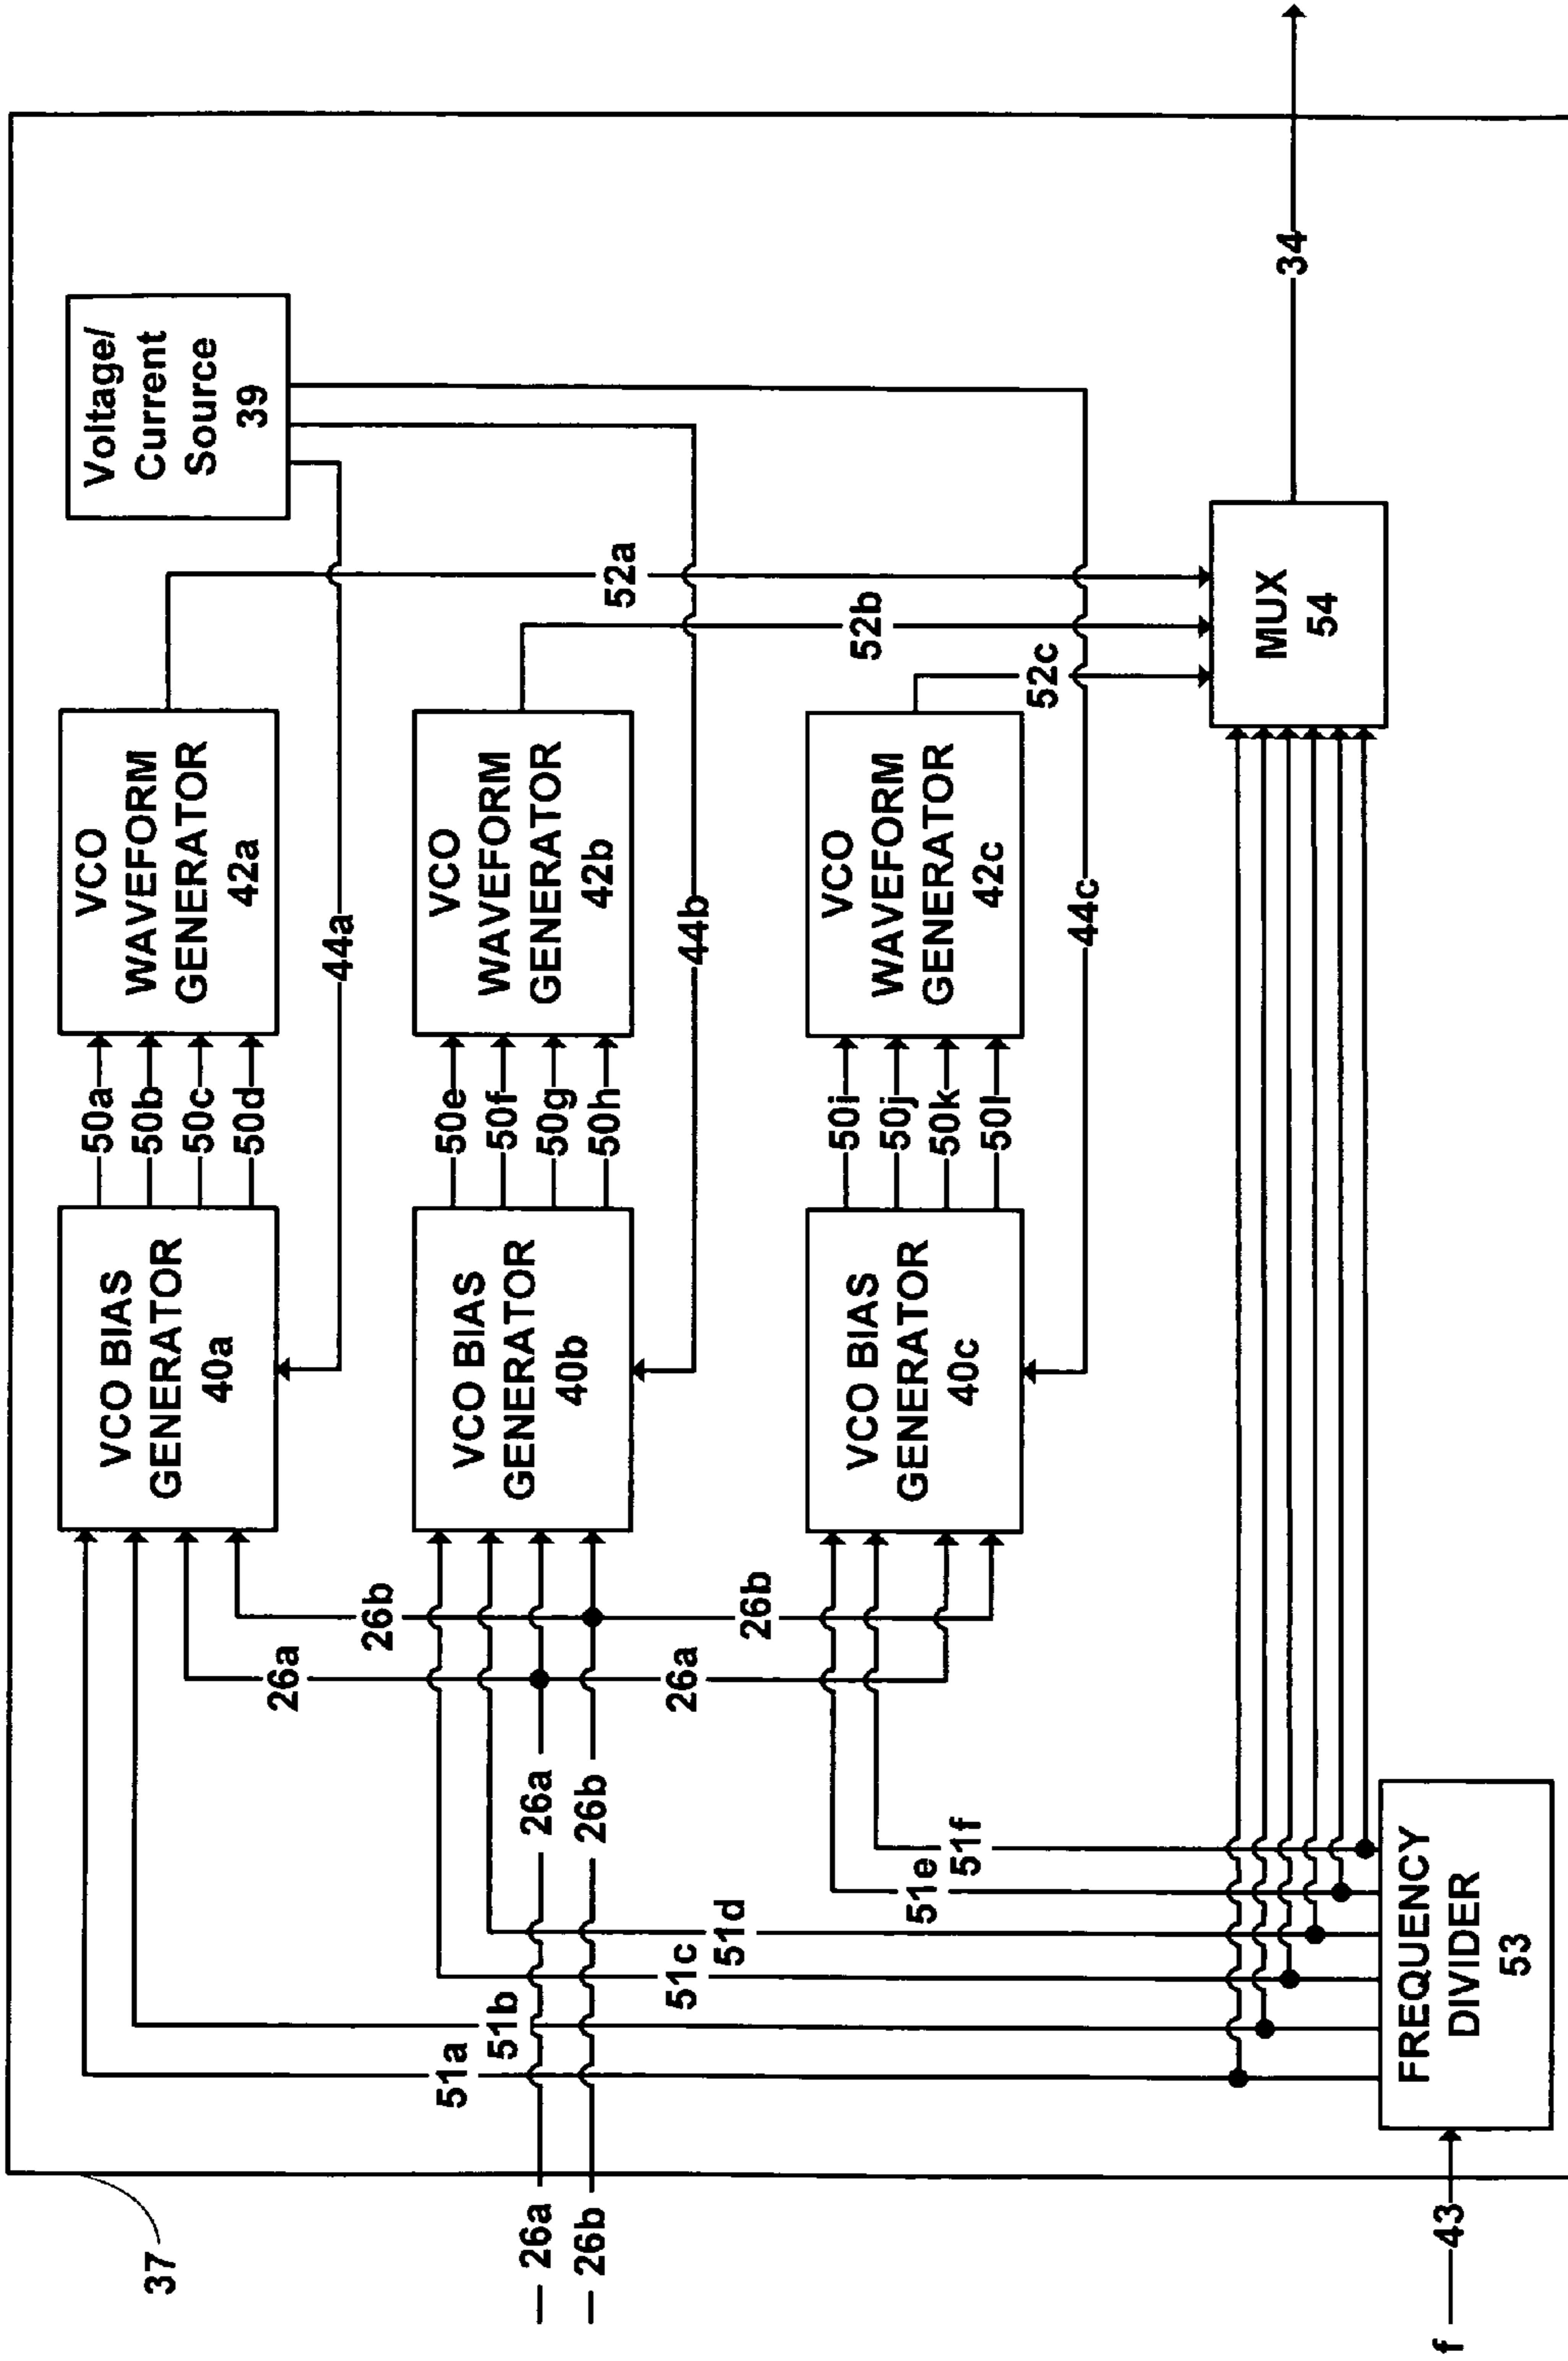 37
VCO BIAS
GENERATOR
40a
50a
50b
50c
50d
VCO
WAVEFORM
GENERATOR
42a
Voltage/
Current
Source
39
44a
26b
26a
VCO BIAS
GENERATOR
40b
50e
50f
50g
50h
VCO
WAVEFORM
GENERATOR
42b
52a
44b
26a
26b
26a
26b
26a
26b
51a
51b
51c
51d
51e
51f
VCO BIAS
GENERATOR
40c
50i
50j
50k
50l
VCO
WAVEFORM
GENERATOR
42c
52b
52c
44c
MUX
54
34
f
43
FREQUENCY
DIVIDER
53